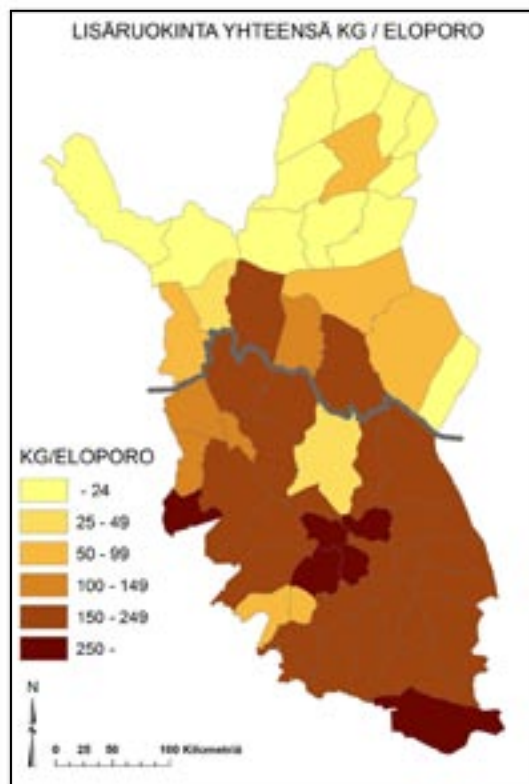 LISÄRUOKINTA YHTEENSÄ KG / ELOPORO
KG/ELOPORO
- 24
25 - 49
50 - 99
100 - 149
150 - 249
250 -
N
0 25 50 100 Kilometriä